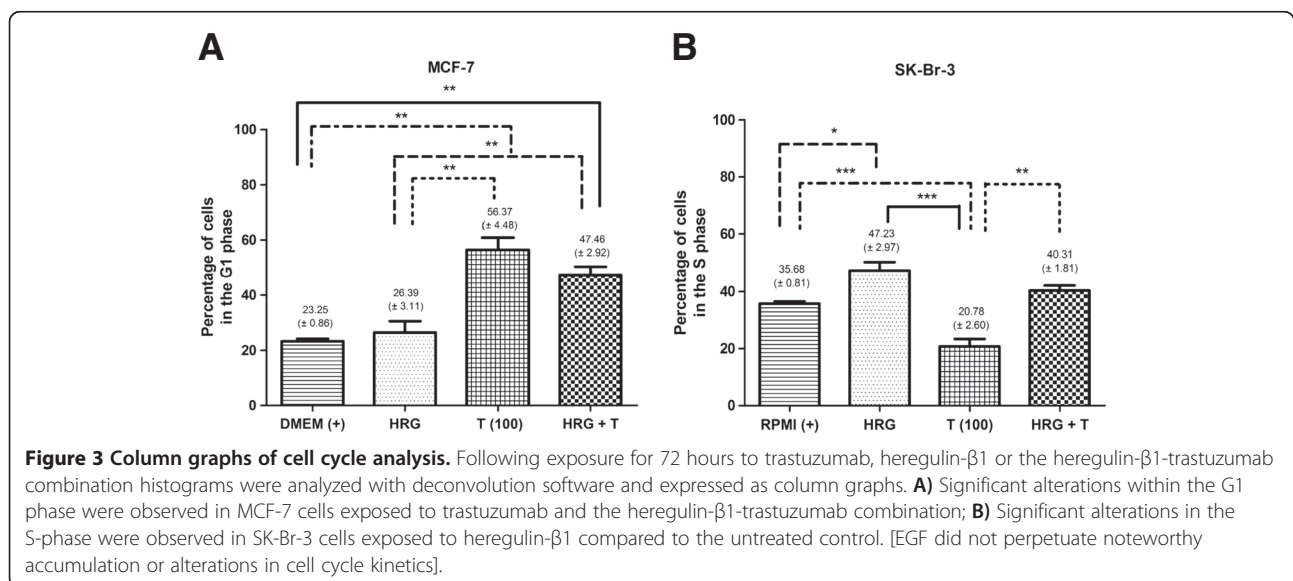 A
MCF-7
Percentage of cells
in the G1 phase
100
80
60
40
20
0
**
**
**
**
23.25
(± 0.86)
26.39
(± 3.11)
56.37
(± 4.48)
47.46
(± 2.92)
DMEM (+) HRG T (100) HRG + T
B
SK-Br-3
Percentage of cells
in the S phase
100
80
60
40
20
0
*
***
**
***
35.68
(± 0.81)
47.23
(± 2.97)
20.78
(± 2.60)
40.31
(± 1.81)
RPMI (+) HRG T (100) HRG + T
Figure 3 Column graphs of cell cycle analysis. Following exposure for 72 hours to trastuzumab, heregulin-β1 or the heregulin-β1-trastuzumab
combination histograms were analyzed with deconvolution software and expressed as column graphs. A) Significant alterations within the G1
phase were observed in MCF-7 cells exposed to trastuzumab and the heregulin-β1-trastuzumab combination; B) Significant alterations in the
S-phase were observed in SK-Br-3 cells exposed to heregulin-β1 compared to the untreated control. [EGF did not perpetuate noteworthy
accumulation or alterations in cell cycle kinetics].